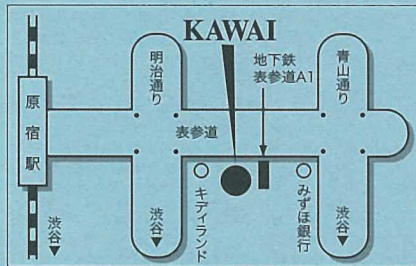 KAWAI
明治通り
地下鉄
表参道A1
青山通り
原宿駅
表参道
キディランド
みずほ銀行
渋谷▼
渋谷▼
渋谷▼